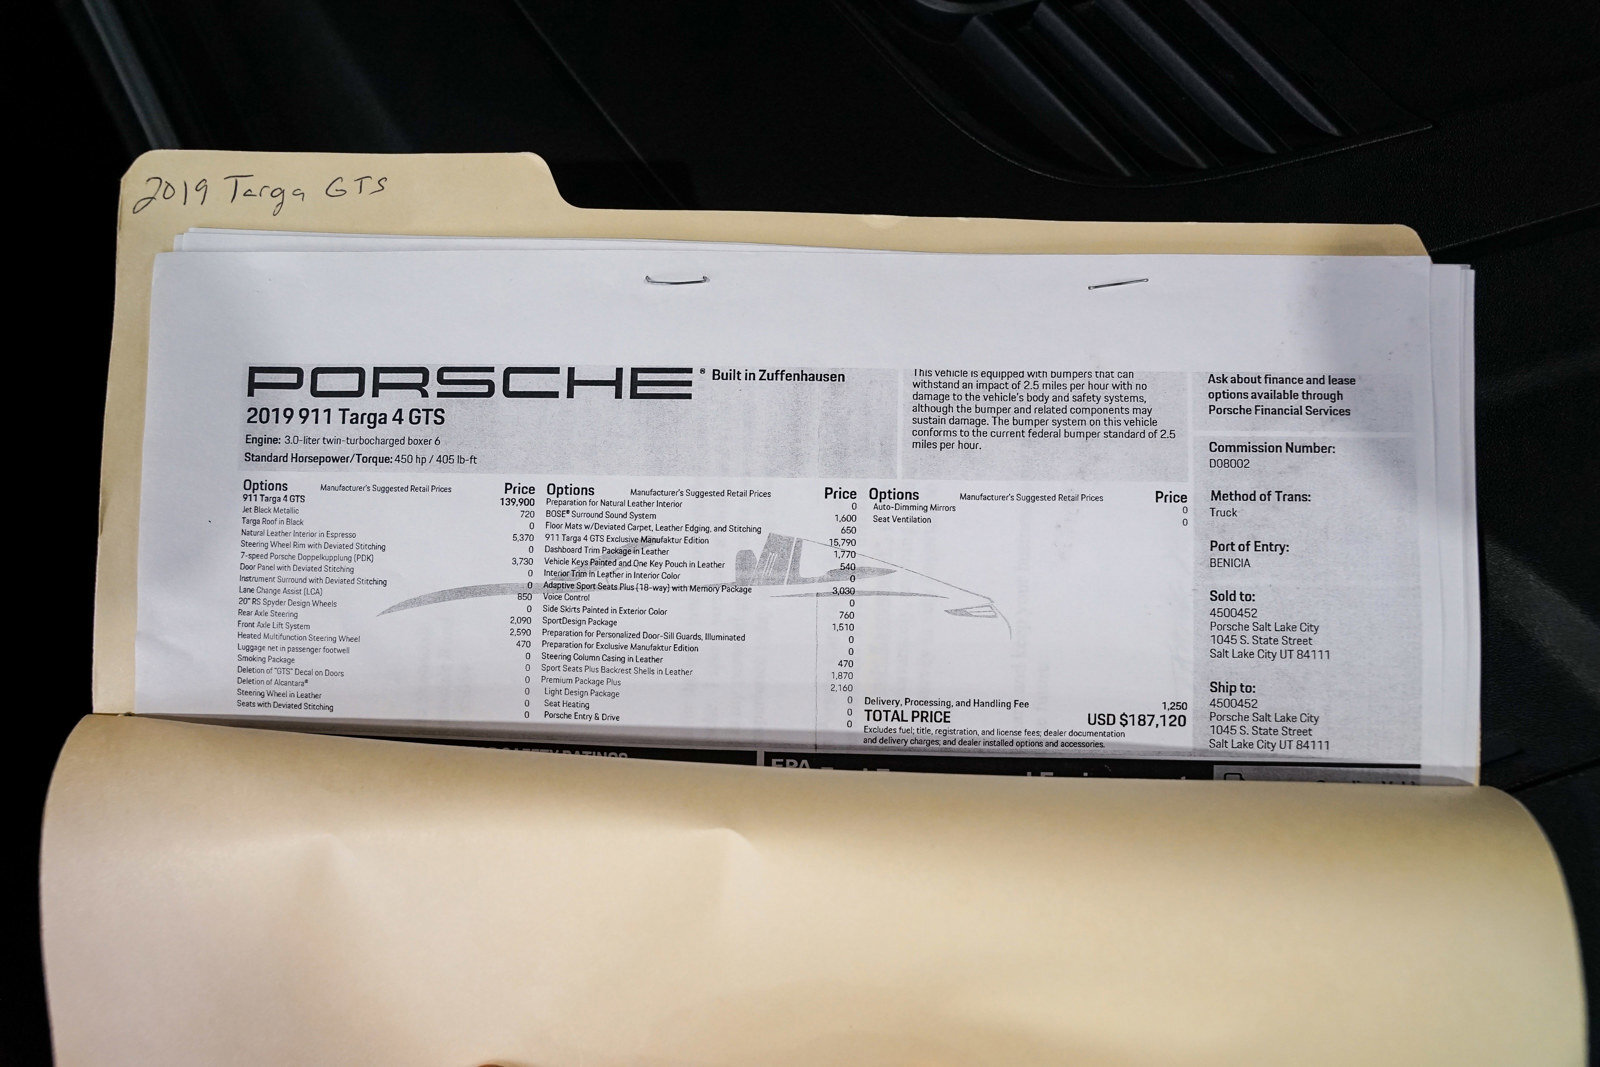 2019 Targa GTS
PORSCHE® Built in Zuffenhausen
2019 911 Targa 4 GTS
Engine: 3.0-liter twin-turbocharged boxer 6
Standard Horsepower/Torque: 450 hp / 405 lb-ft
This vehicle is equipped with bumpers that can
withstand an impact of 2.5 miles per hour with no
damage to the vehicle's body and safety systems,
although the bumper and related components may
sustain damage. The bumper system on this vehicle
conforms to the current federal bumper standard of 2.5
miles per hour.
Options Manufacturer's Suggested Retail Prices Price
911 Targa 4 GTS 139,900
Jet Black Metallic 720
Targa Roof in Black 0
Natural Leather Interior in Espresso 5,370
Steering Wheel Rim with Deviated Stitching 0
7-speed Porsche Doppelkupplung (PDK) 3,730
Door Panel with Deviated Stitching 0
Instrument Surround with Deviated Stitching 0
Lane Change Assist (LCA) 850
20" RS Spyder Design Wheels 0
Rear Axle Steering 2,090
Front Axle Lift System 2,590
Heated Multifunction Steering Wheel 470
Luggage net in passenger footwell 0
Smoking Package 0
Deletion of "GTS" Decal on Doors 0
Deletion of Alcantara® 0
Steering Wheel in Leather 0
Seats with Deviated Stitching 0
Options Manufacturer's Suggested Retail Prices Price
Preparation for Natural Leather Interior 0
BOSE® Surround Sound System 1,600
Floor Mats w/Deviated Carpet, Leather Edging, and Stitching 650
911 Targa 4 GTS Exclusive Manufaktur Edition 15,790
Dashboard Trim Package in Leather 1,770
Vehicle Keys Painted and One Key Pouch in Leather 540
Interior Trim in Leather in Interior Color 0
Adaptive Sport Seats Plus (18-way) with Memory Package 3,030
Voice Control 0
Side Skirts Painted in Exterior Color 760
SportDesign Package 1,510
Preparation for Personalized Door-Sill Guards, Illuminated 0
Preparation for Exclusive Manufaktur Edition 0
Steering Column Casing in Leather 470
Sport Seats Plus Backrest Shells in Leather 1,870
Premium Package Plus 2,160
Light Design Package 0
Seat Heating 0
Porsche Entry & Drive 0
Options Manufacturer's Suggested Retail Prices Price
Auto-Dimming Mirrors 0
Seat Ventilation 0
Delivery, Processing, and Handling Fee 1,250
TOTAL PRICE USD $187,120
Excludes fuel; title, registration, and license fees; dealer documentation
and delivery charges; and dealer installed options and accessories.
Ask about finance and lease
options available through
Porsche Financial Services
Commission Number:
D08002
Method of Trans:
Truck
Port of Entry:
BENICIA
Sold to:
4500452
Porsche Salt Lake City
1045 S. State Street
Salt Lake City UT 84111
Ship to:
4500452
Porsche Salt Lake City
1045 S. State Street
Salt Lake City UT 84111
SAFETY RATINGS
EPA